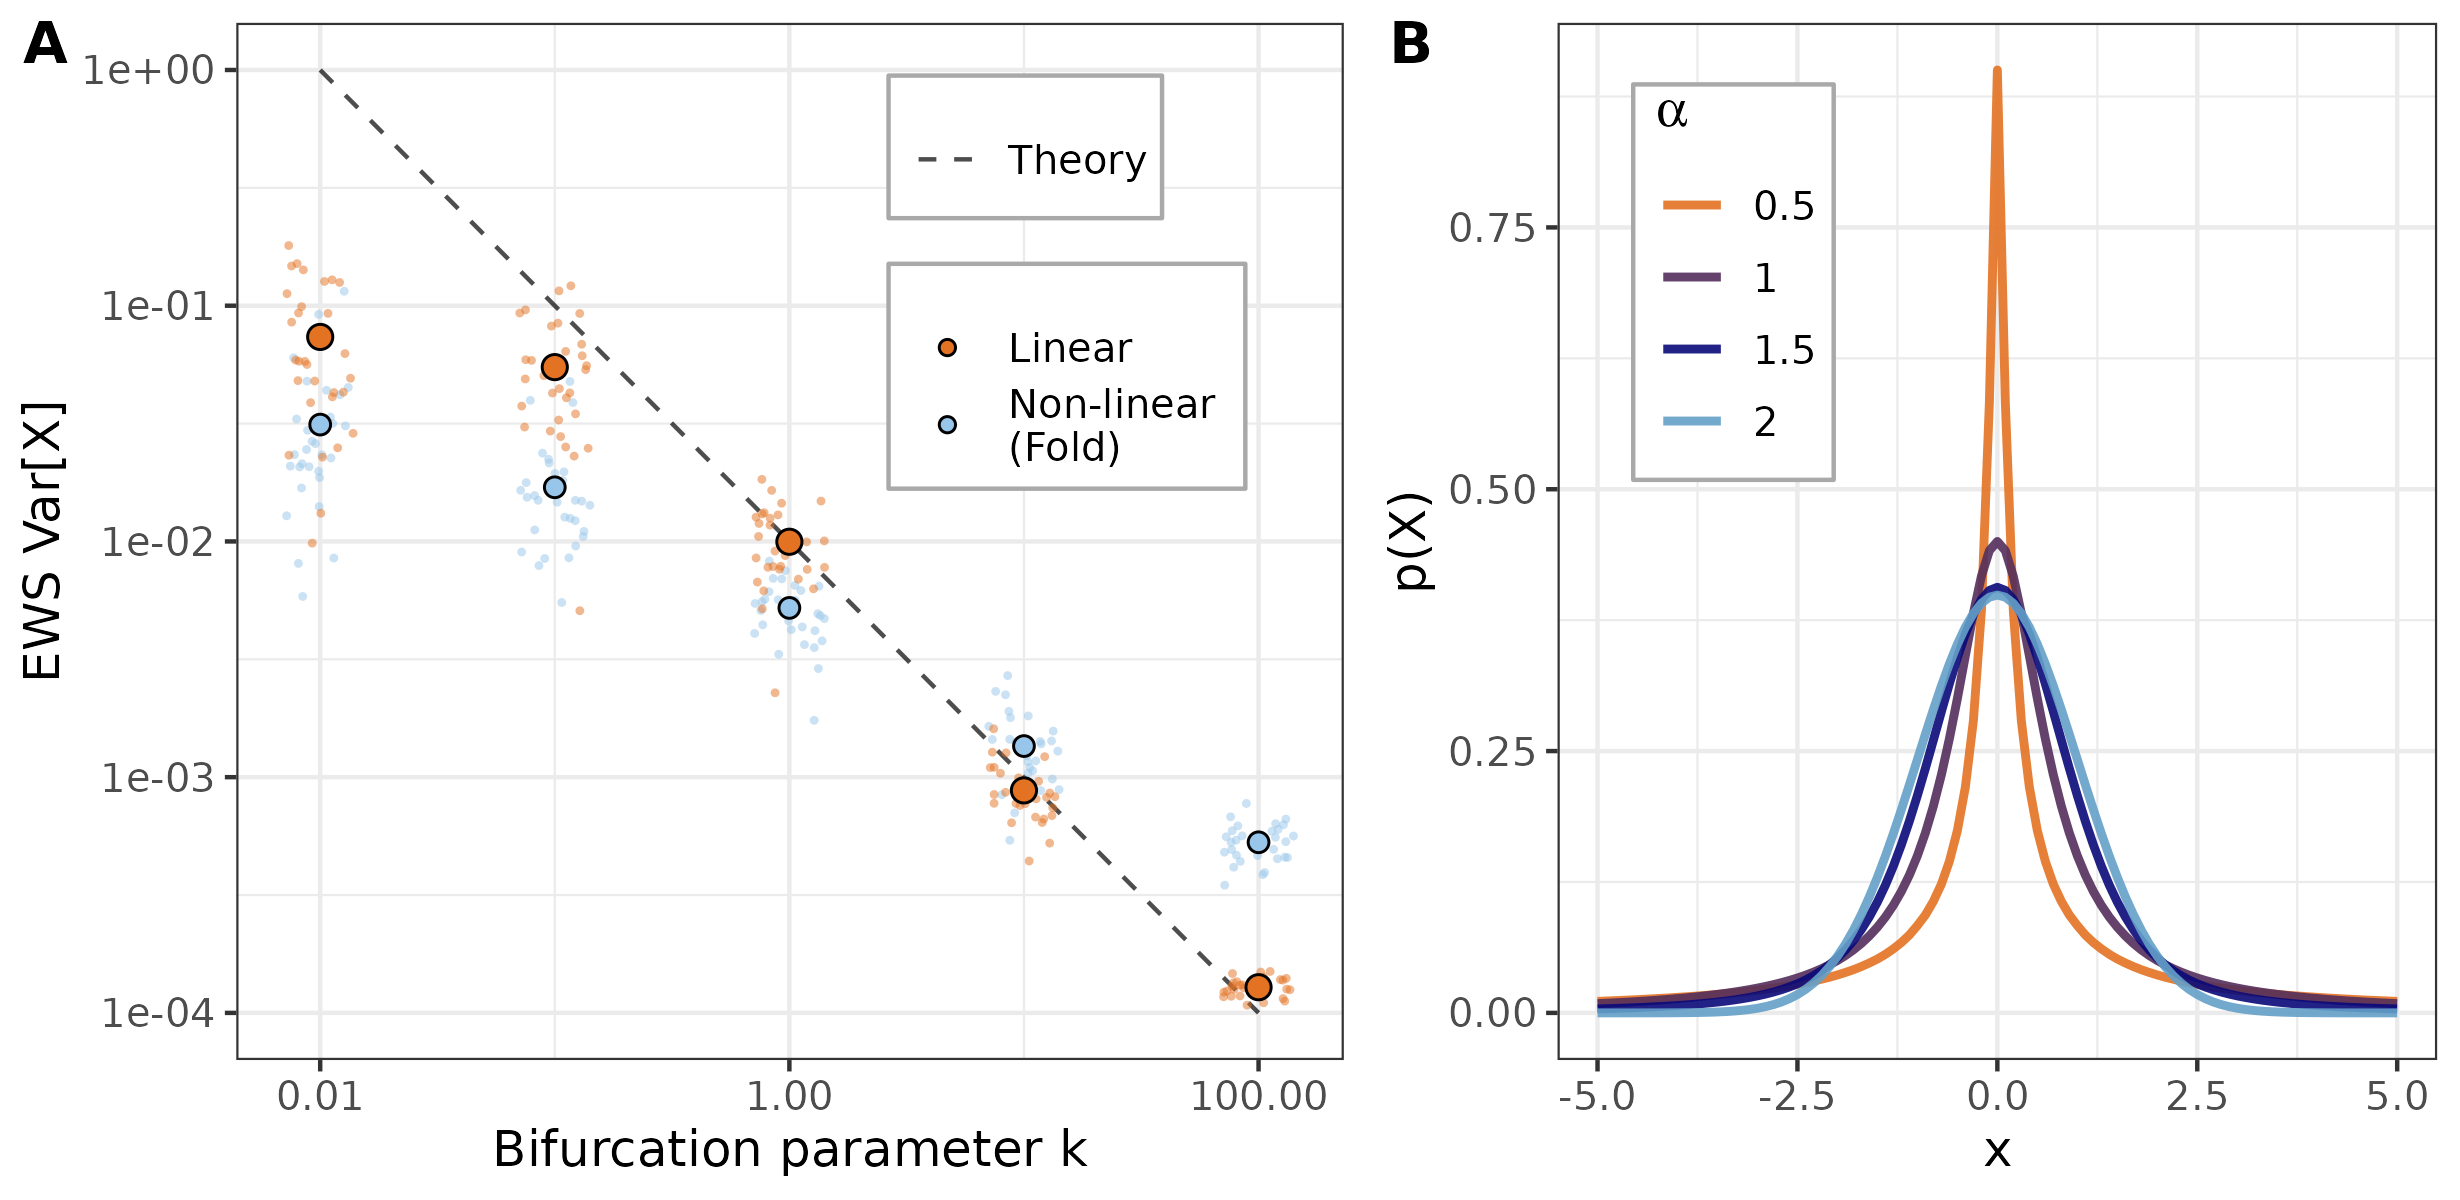 A
1e+00
1e-01
1e-02
1e-03
1e-04
EWS Var[X]
0.01
1.00
100.00
Bifurcation parameter k
Theory
Linear
Non-linear
(Fold)
B
0.75
0.50
0.25
0.00
p(X)
-5.0
-2.5
0.0
2.5
5.0
x
α
0.5
1
1.5
2